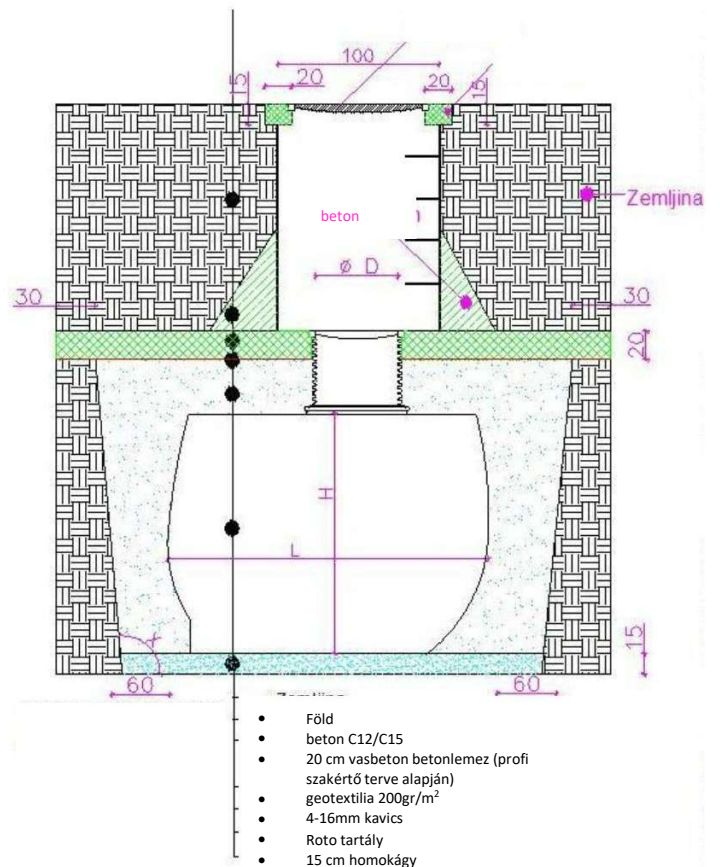 100
20
20
15
15
Zemljina
beton
ø D
30
30
20
H
L
X
15
60
60
Zemljina
• Föld
• beton C12/C15
• 20 cm vasbeton betonlemez (profi
szakértő terve alapján)
• geotextilia 200gr/m²
• 4-16mm kavics
• Roto tartály
• 15 cm homokágy